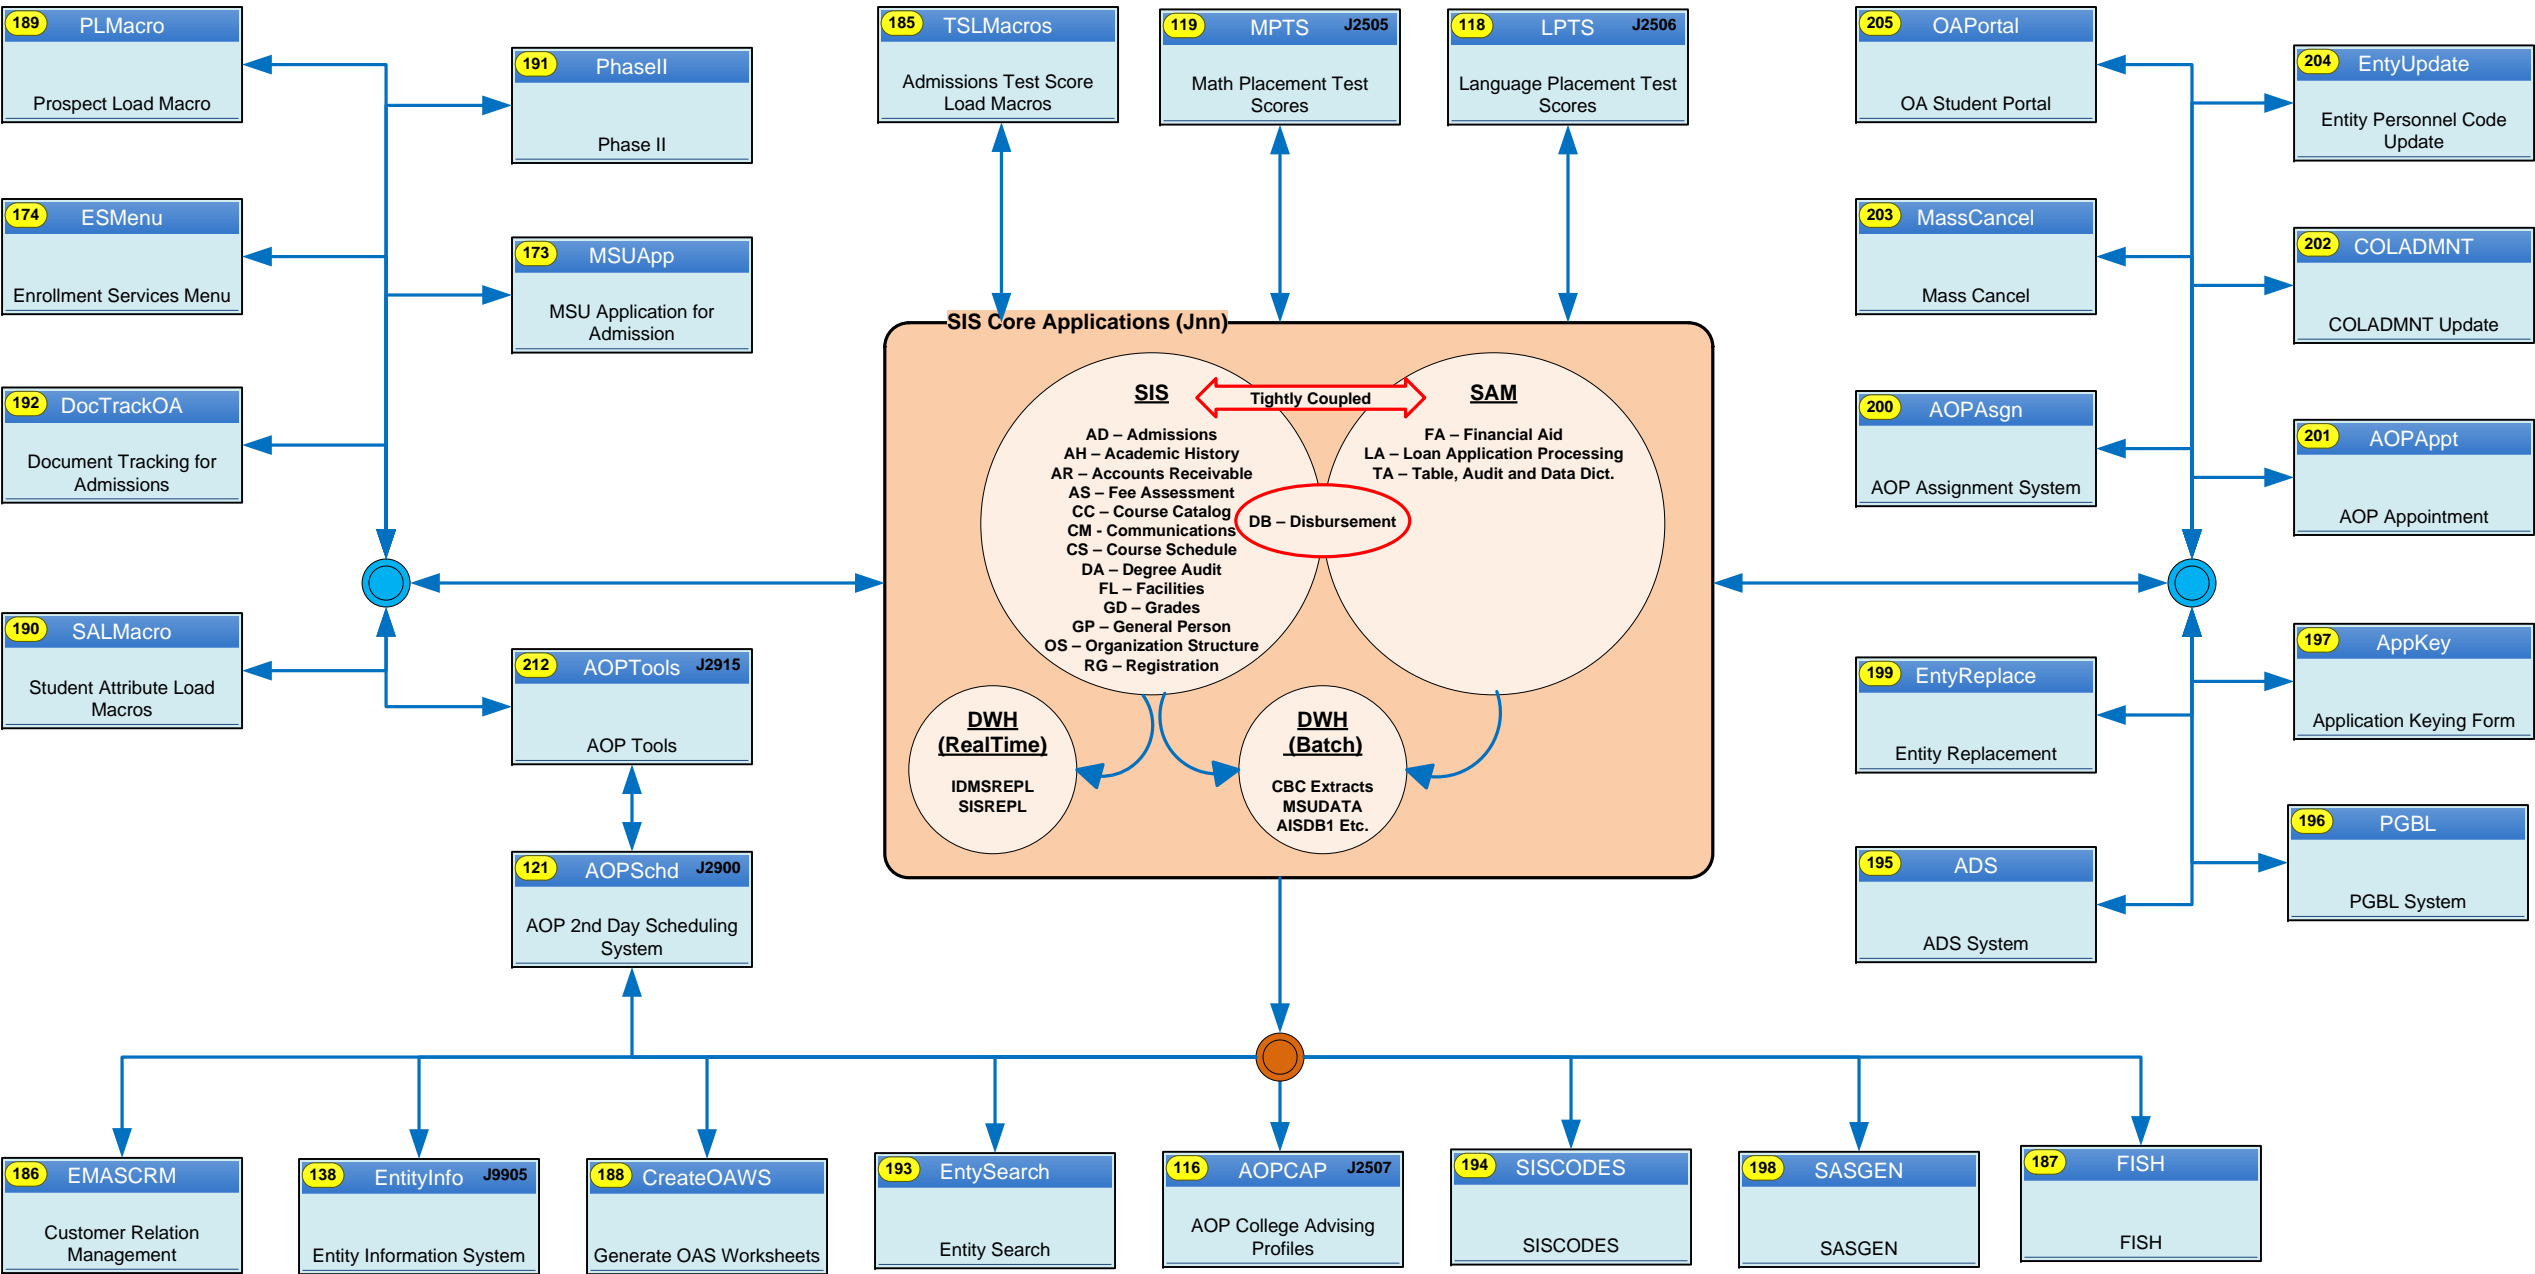 189 PLMacro
Prospect Load Macro
191 PhaseII
Phase II
174 ESMenu
Enrollment Services Menu
173 MSUApp
MSU Application for
Admission
192 DocTrackOA
Document Tracking for
Admissions
190 SALMacro
Student Attribute Load
Macros
212 AOPTools J2915
AOP Tools
121 AOPSchd J2900
AOP 2nd Day Scheduling
System
185 TSLMacros
Admissions Test Score
Load Macros
119 MPTS J2505
Math Placement Test
Scores
118 LPTS J2506
Language Placement Test
Scores
SIS Core Applications (Jnn)
SIS
Tightly Coupled
SAM
AD – Admissions
AH – Academic History
AR – Accounts Receivable
AS – Fee Assessment
CC – Course Catalog
CM - Communications
CS – Course Schedule
DA – Degree Audit
FL – Facilities
GD – Grades
GP – General Person
OS – Organization Structure
RG – Registration
FA – Financial Aid
LA – Loan Application Processing
TA – Table, Audit and Data Dict.
DB – Disbursement
DWH
(RealTime)
IDMSREPL
SISREPL
DWH
(Batch)
CBC Extracts
MSUDATA
AISDB1 Etc.
205 OAPortal
OA Student Portal
204 EntyUpdate
Entity Personnel Code
Update
203 MassCancel
Mass Cancel
202 COLADMNT
COLADMNT Update
200 AOPAsgn
AOP Assignment System
201 AOPAppt
AOP Appointment
199 EntyReplace
Entity Replacement
197 AppKey
Application Keying Form
195 ADS
ADS System
196 PGBL
PGBL System
186 EMASCRM
Customer Relation
Management
138 EntityInfo J9905
Entity Information System
188 CreateOAWS
Generate OAS Worksheets
193 EntySearch
Entity Search
116 AOPCAP J2507
AOP College Advising
Profiles
194 SISCODES
SISCODES
198 SASGEN
SASGEN
187 FISH
FISH